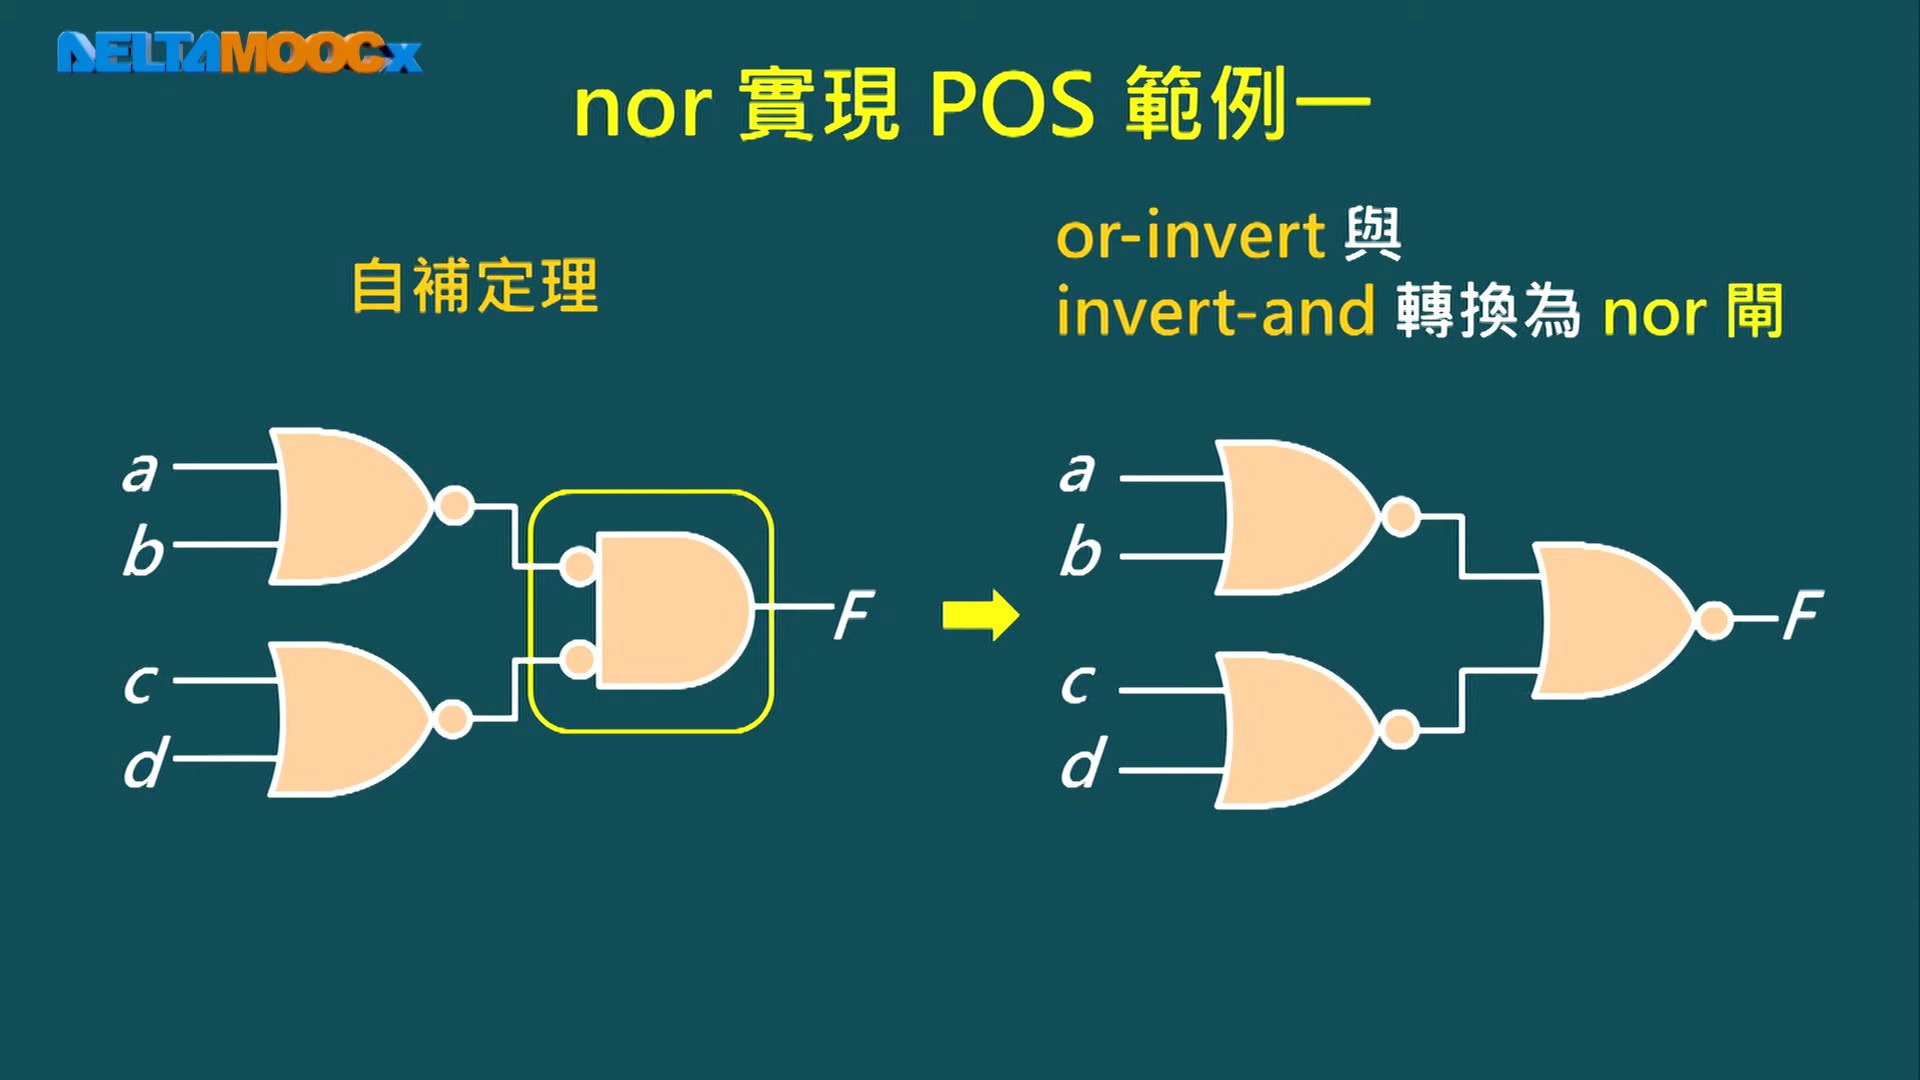 DELTAMOOCx
nor 實現 POS 範例一
自補定理
or-invert 與
invert-and 轉換為 nor 閘
a
b
c
d
F
a
b
c
d
F